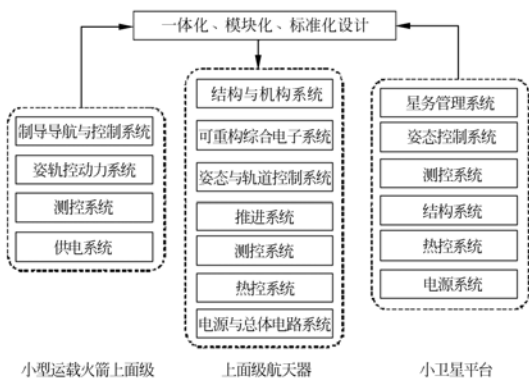 一体化、模块化、标准化设计
制导导航与控制系统
姿轨控动力系统
测控系统
供电系统
小型运载火箭上面级
结构与机构系统
可重构综合电子系统
姿态与轨道控制系统
推进系统
测控系统
热控系统
电源与总体电路系统
上面级航天器
星务管理系统
姿态控制系统
测控系统
结构系统
热控系统
电源系统
小卫星平台